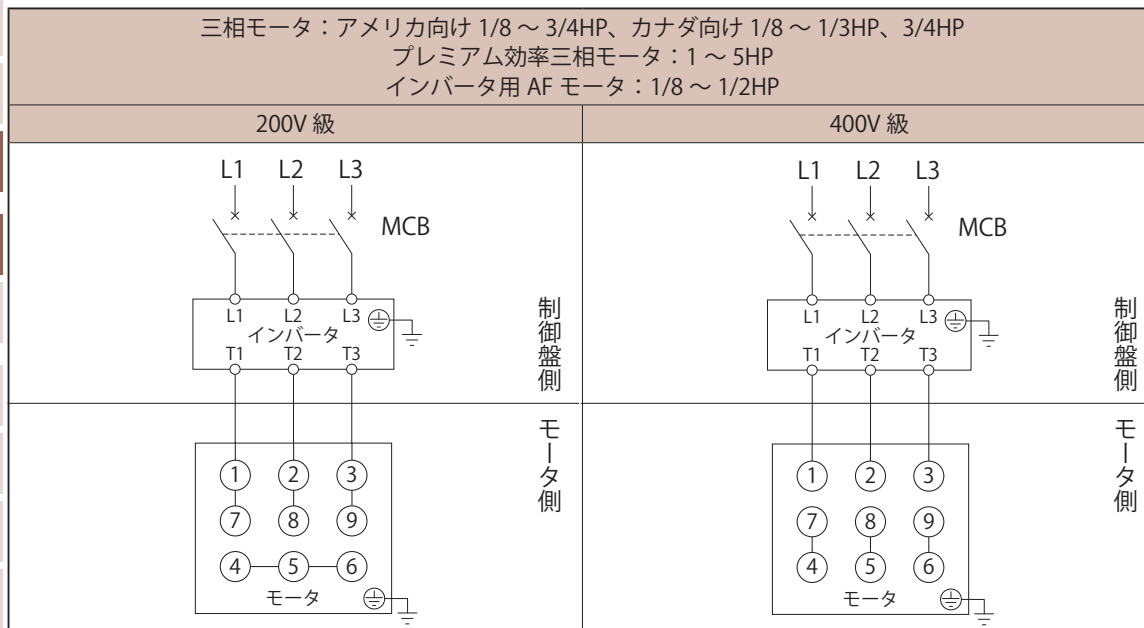 三相モータ：アメリカ向け 1/8 ～ 3/4HP、カナダ向け 1/8 ～ 1/3HP、3/4HP
プレミアム効率三相モータ：1 ～ 5HP
インバータ用 AF モータ：1/8 ～ 1/2HP
200V 級
400V 級
L1 L2 L3
MCB
L1 L2 L3
インバータ
T1 T2 T3
制御盤側
1 2 3
7 8 9
4 5 6
モータ
モータ側
L1 L2 L3
MCB
L1 L2 L3
インバータ
T1 T2 T3
制御盤側
1 2 3
7 8 9
4 5 6
モータ
モータ側